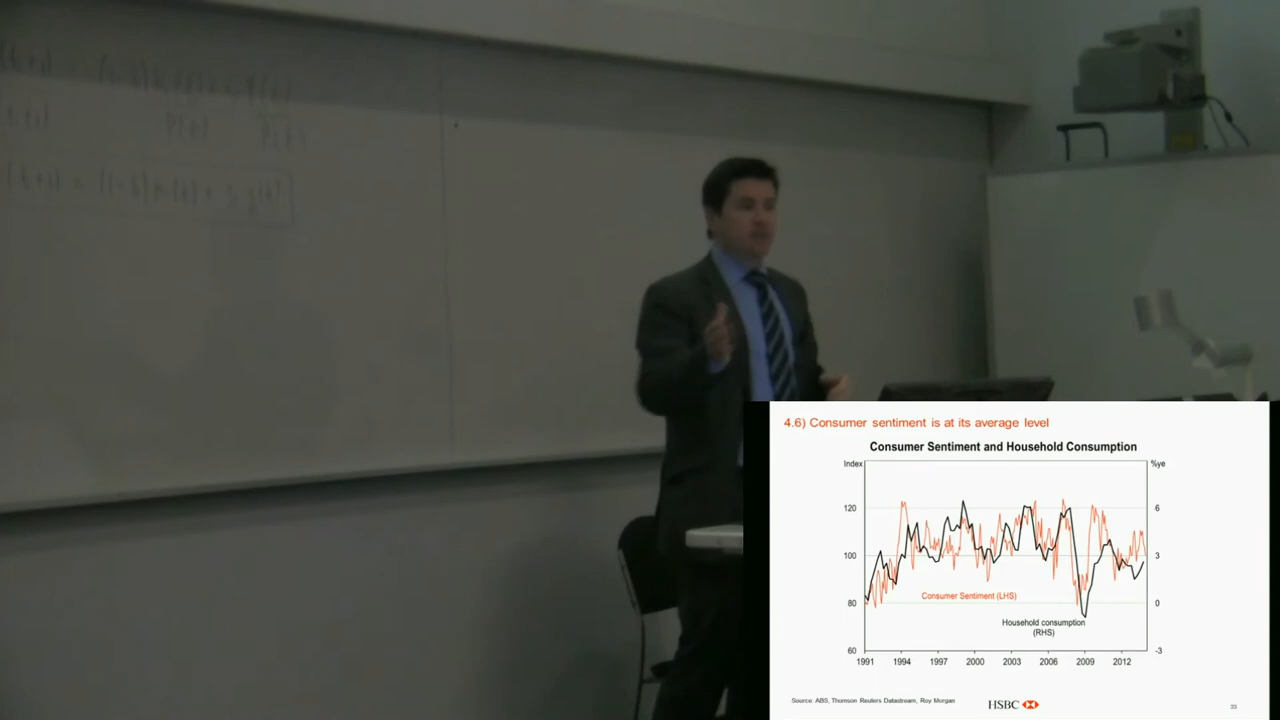 4.6) Consumer sentiment is at its average level
Consumer Sentiment and Household Consumption
Index %ye
120 6
100 3
Consumer Sentiment (LHS)
80 0
Household consumption
(RHS)
60 -3
1991 1994 1997 2000 2003 2006 2009 2012
Source: ABS, Thomson Reuters Datastream, Roy Morgan
HSBC
33